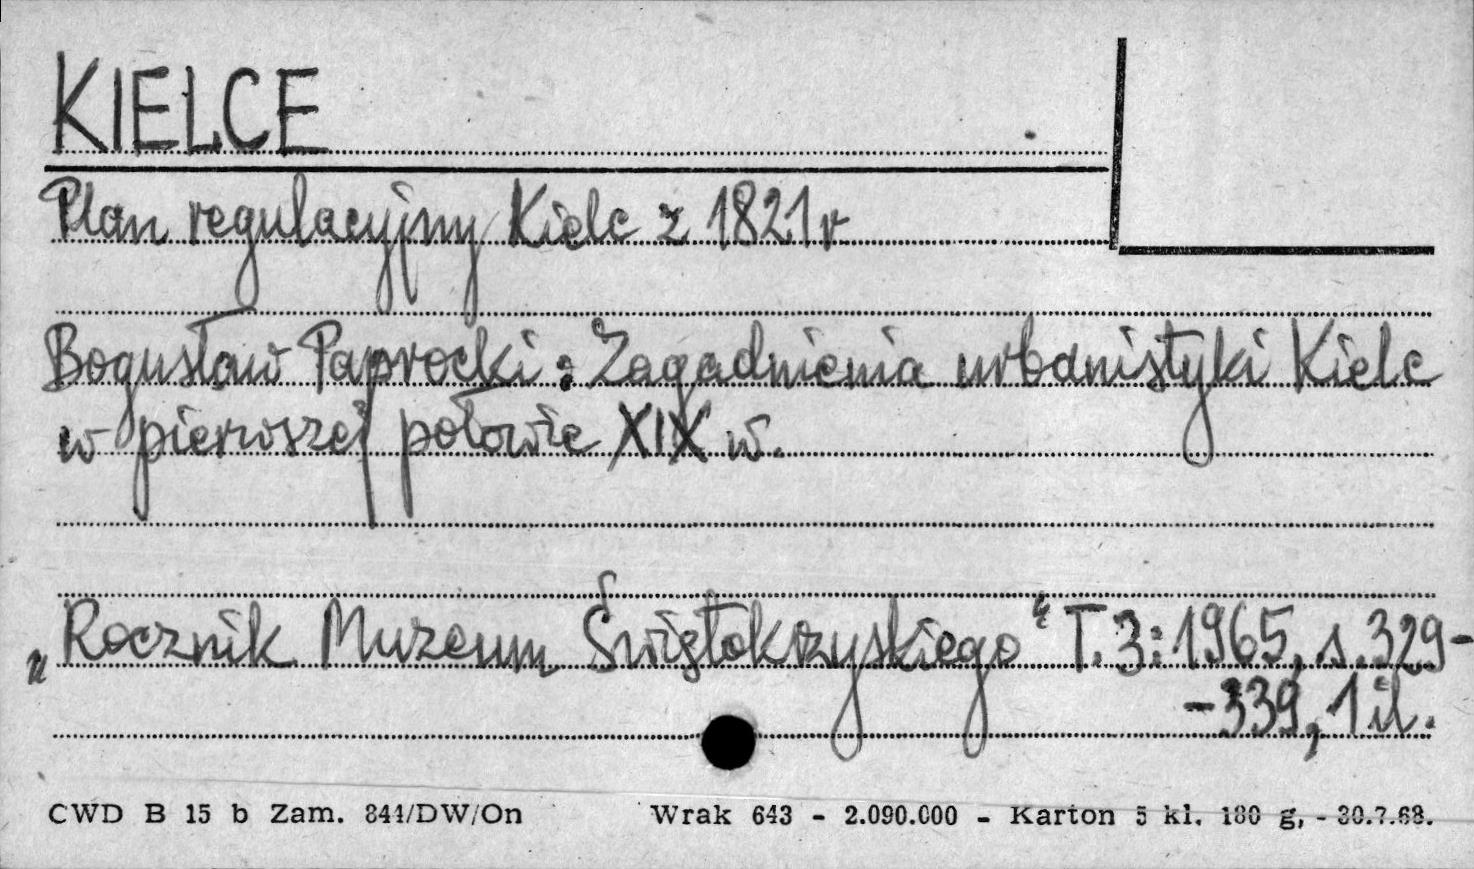 KIELCE
Plan regulacyjny Kielc z 1821 r
Bogusław Paprocki: Zagadnienia urbanistyki Kielc
w pierwszej połowie XIX w.
„Rocznik Muzeum Świętokrzyskiego" T. 3: 1965, s. 329-
-339, 1 il.
CWD B 15 b Zam. 844/DW/On Wrak 643 - 2.090.000 - Karton 5 kl. 180 g, - 30.7.68.